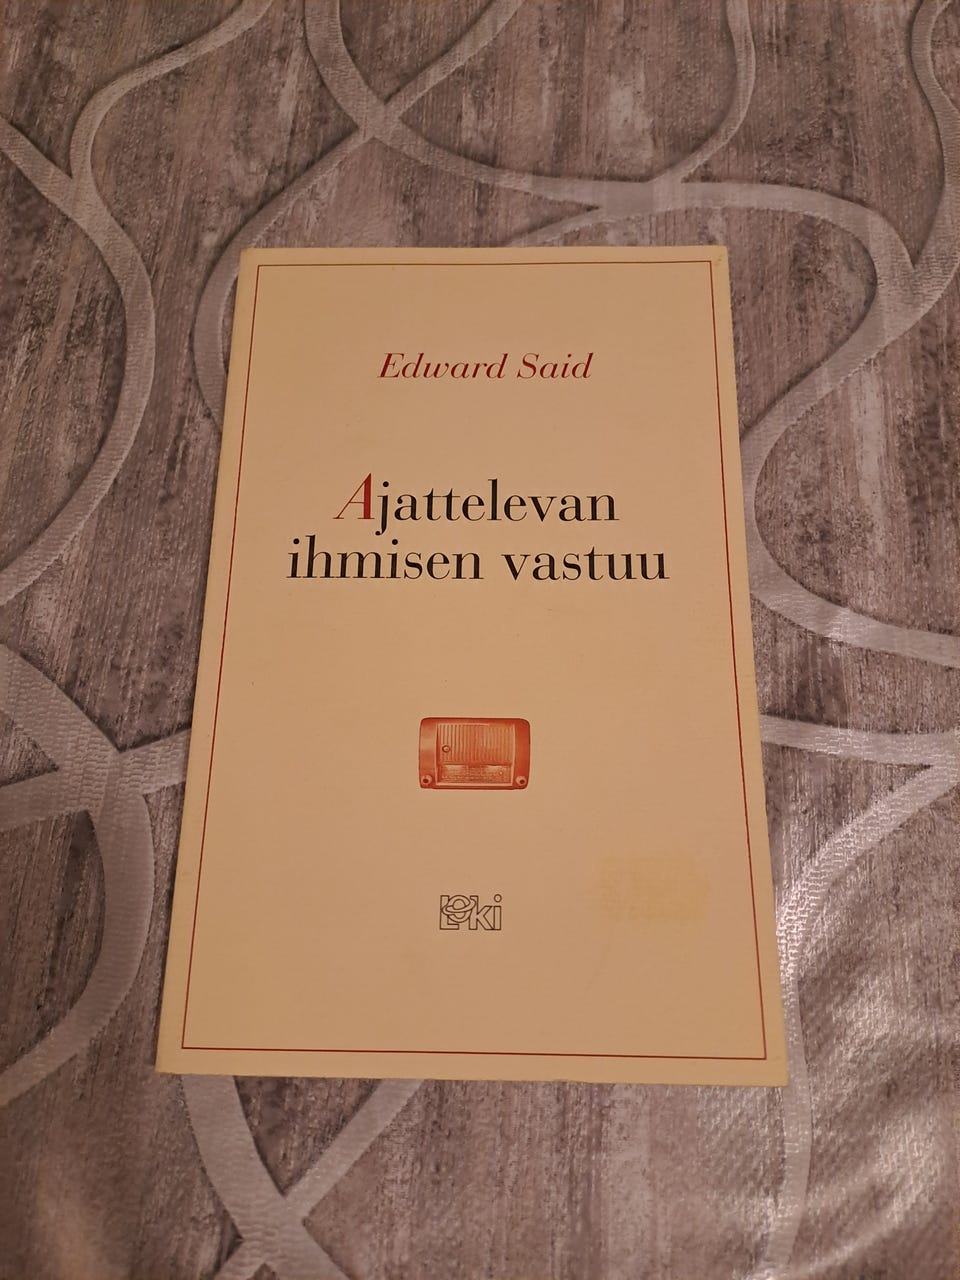 Edward Said
Ajattelevan
ihmisen vastuu
Loki